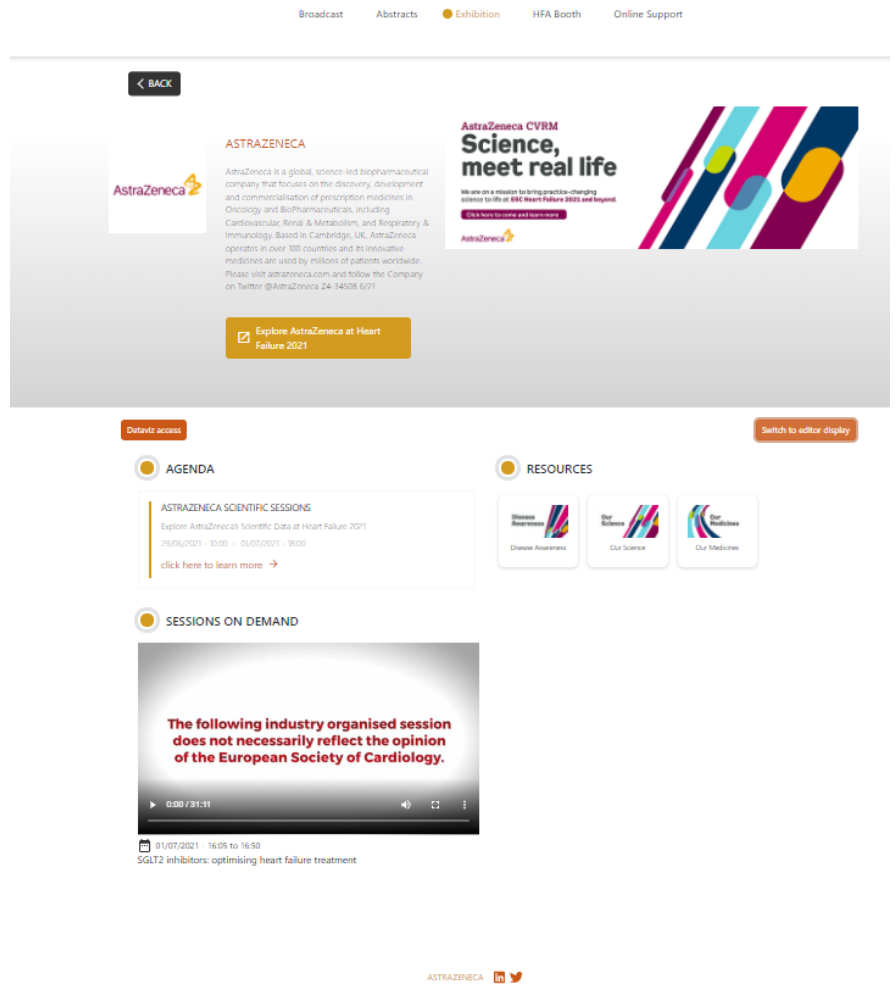 Broadcast Abstracts Exhibition HFA Booth Online Support
BACK
AstraZeneca
ASTRAZENECA
AstraZeneca is a global, science-led biopharmaceutical
company that focuses on the discovery, development
and commercialisation of prescription medicines in
Oncology and BioPharmaceuticals, including
Cardiovascular, Renal & Metabolism, and Respiratory &
Immunology. Based in Cambridge, UK, AstraZeneca
operates in over 100 countries and its innovative
medicines are used by millions of patients worldwide.
Please visit astrazeneca.com and follow the Company
on Twitter @AstraZeneca Z4-34508 6/21
Explore AstraZeneca at Heart
Failure 2021
AstraZeneca CVRM
Science,
meet real life
We are on a mission to bring practice-changing
science to life at ESC Heart Failure 2021 and beyond.
Click here to come and learn more
AstraZeneca
Dataviz access
Switch to editor display
AGENDA
ASTRAZENECA SCIENTIFIC SESSIONS
Explore AstraZeneca's Scientific Data at Heart Failure 2021
29/06/2021 - 10:00 - 01/07/2021 - 18:00
click here to learn more
RESOURCES
Disease
Awareness
Disease Awareness
Our
Science
Our Science
Our
Medicines
Our Medicines
SESSIONS ON DEMAND
The following industry organised session
does not necessarily reflect the opinion
of the European Society of Cardiology.
0:00 / 31:11
01/07/2021 - 16:05 to 16:50
SGLT2 inhibitors: optimising heart failure treatment
ASTRAZENECA in